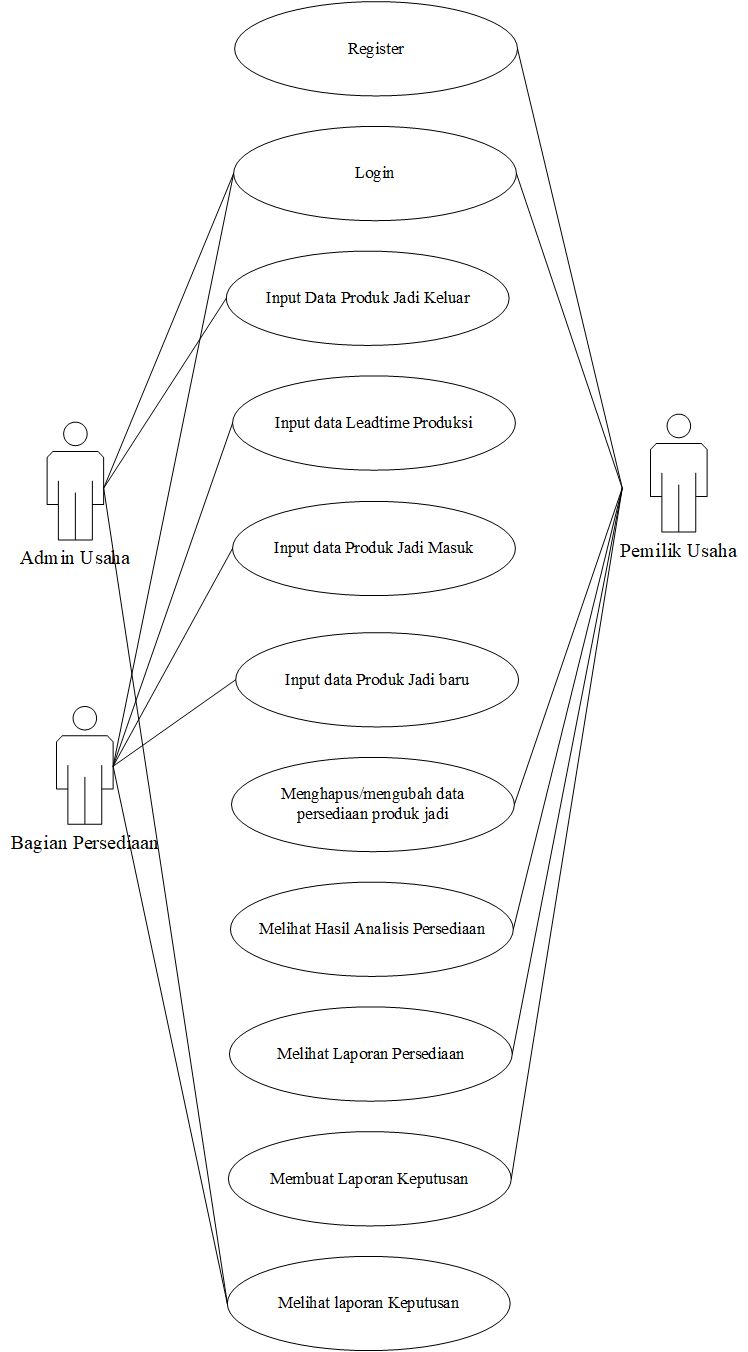 Register
Login
Input Data Produk Jadi Keluar
Input data Leadtime Produksi
Admin Usaha
Input data Produk Jadi Masuk
Pemilik Usaha
Input data Produk Jadi baru
Menghapus/mengubah data
persediaan produk jadi
Bagian Persediaan
Melihat Hasil Analisis Persediaan
Melihat Laporan Persediaan
Membuat Laporan Keputusan
Melihat laporan Keputusan